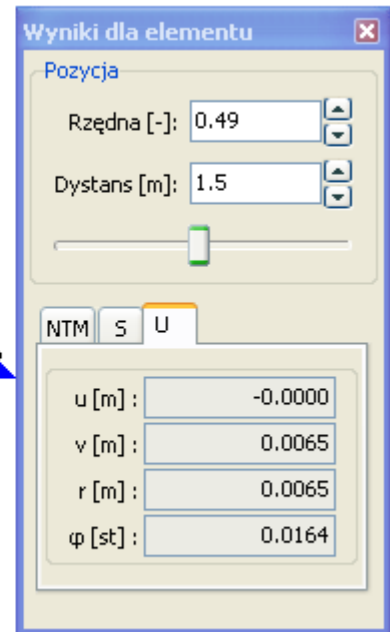 Wyniki dla elementu
Pozycja
Rzędna [-]: 0.49
Dystans [m]: 1.5
NTM S U
u [m] : -0.0000
v [m] : 0.0065
r [m] : 0.0065
φ [st] : 0.0164